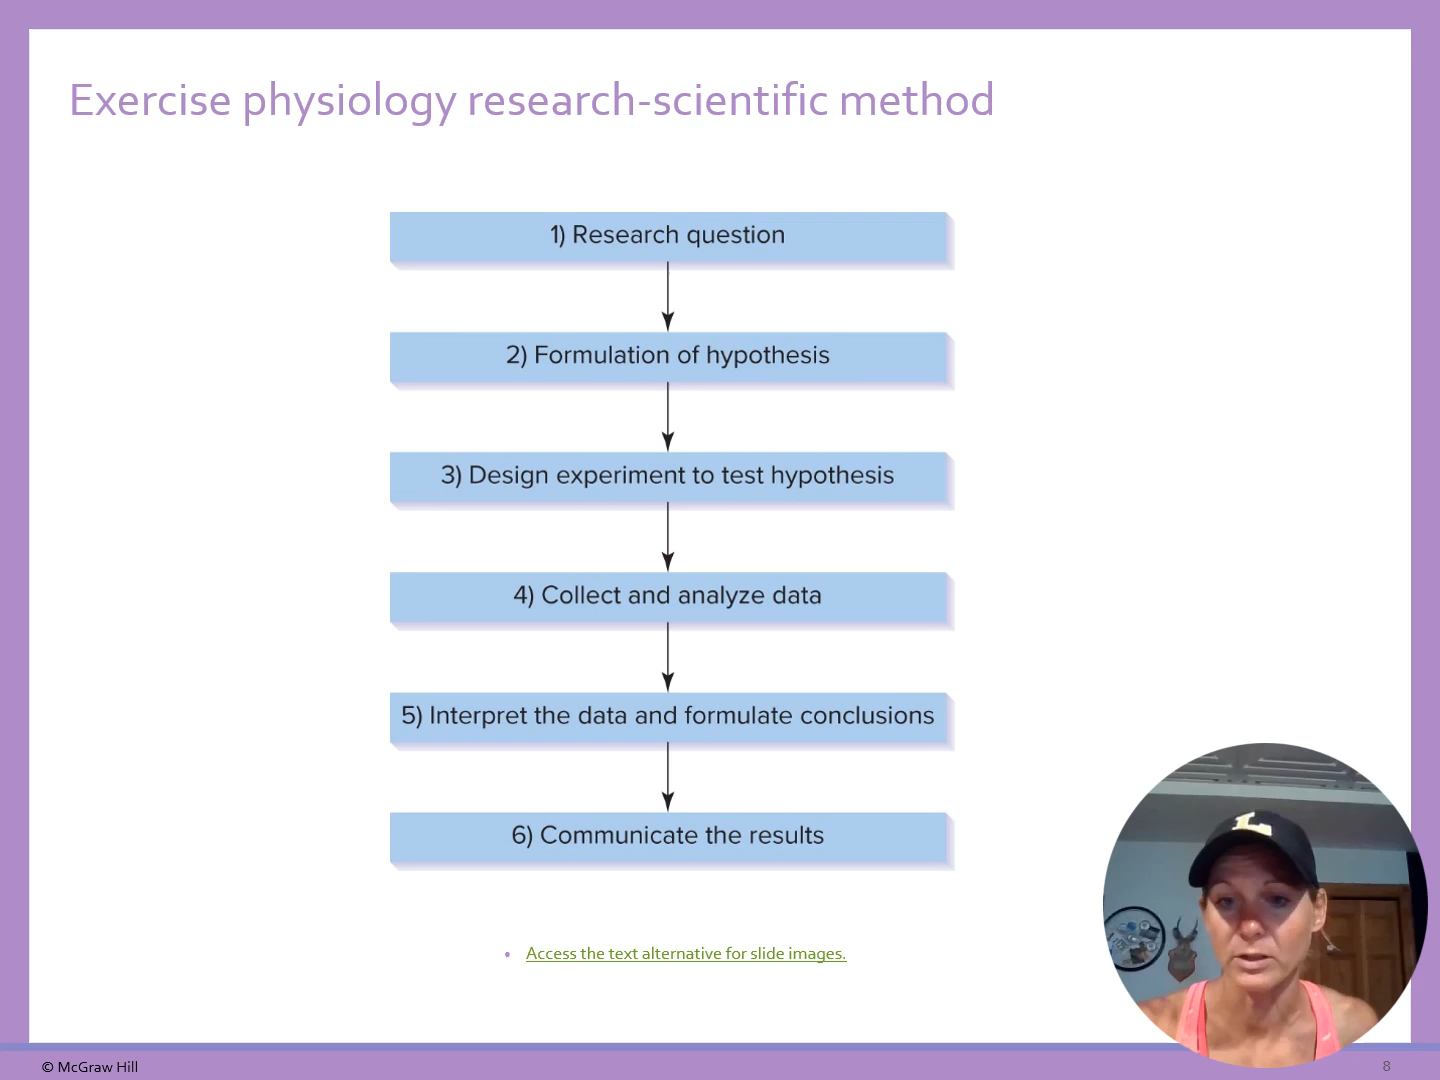 Exercise physiology research-scientific method
1) Research question
2) Formulation of hypothesis
3) Design experiment to test hypothesis
4) Collect and analyze data
5) Interpret the data and formulate conclusions
6) Communicate the results
• Access the text alternative for slide images.
L
© McGraw Hill
8